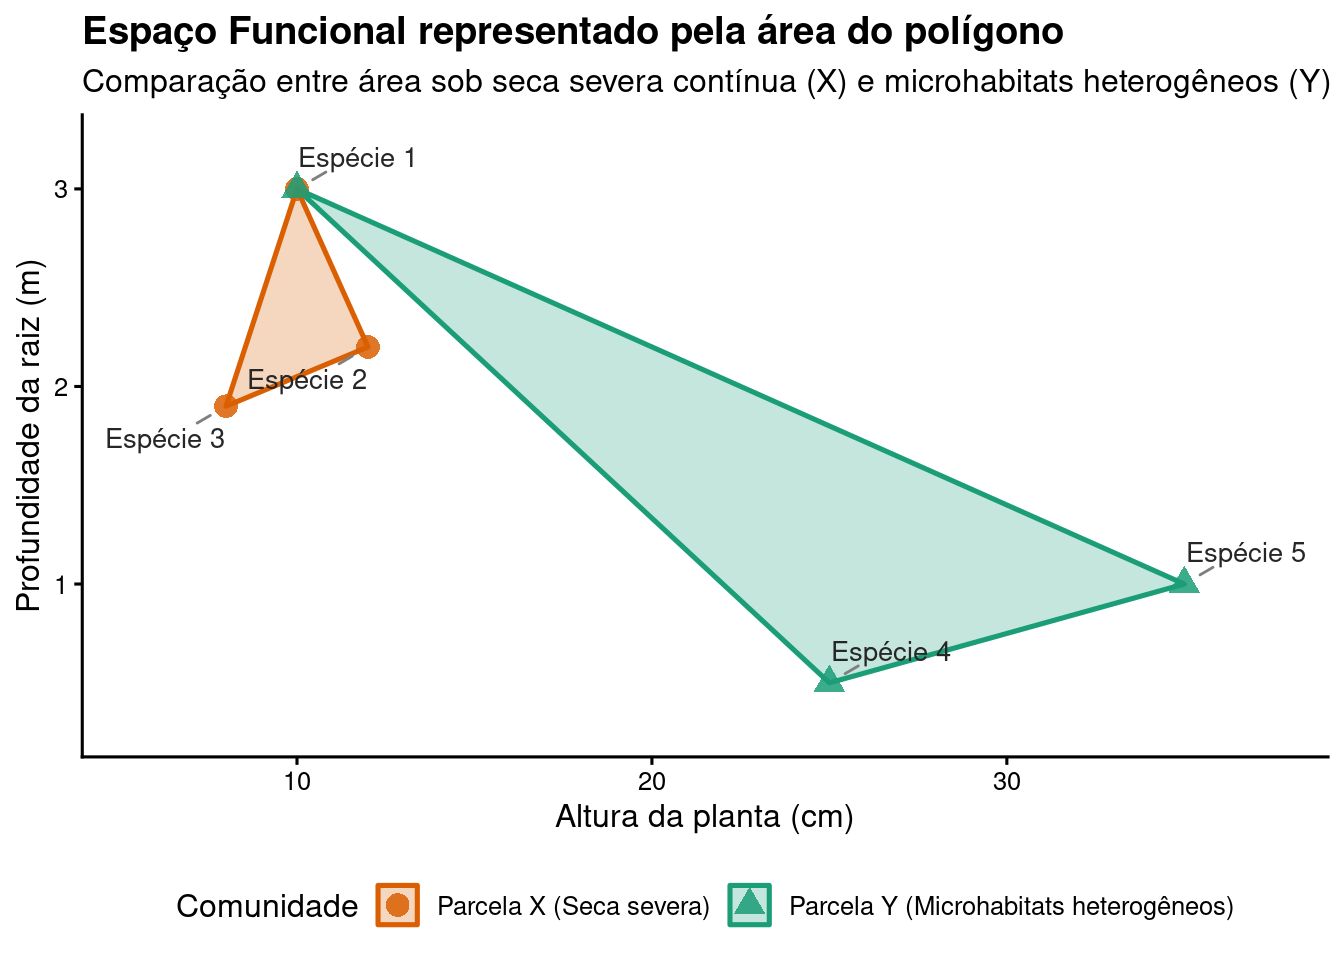 Espaço Funcional representado pela área do polígono
Comparação entre área sob seca severa contínua (X) e microhabitats heterogêneos (Y)
Espécie 1
3
Espécie 2
2
Espécie 3
Profundidade da raiz (m)
Espécie 5
1
Espécie 4
10 20 30
Altura da planta (cm)
Comunidade Parcela X (Seca severa) Parcela Y (Microhabitats heterogêneos)